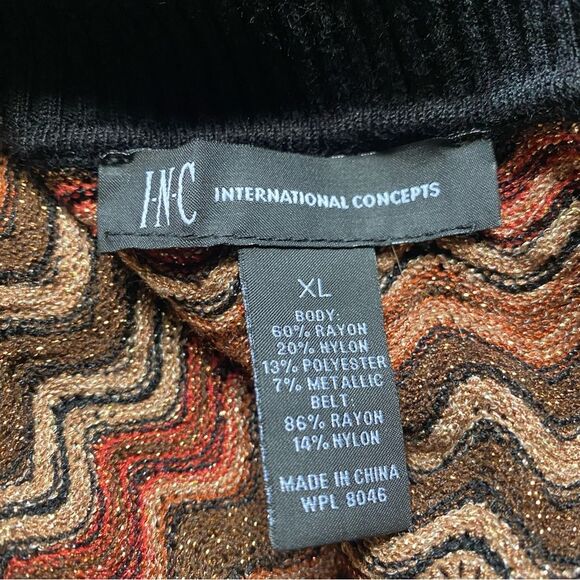 I·N·C INTERNATIONAL CONCEPTS
XL
BODY:
60% RAYON
20% NYLON
13% POLYESTER
7% METALLIC
BELT:
86% RAYON
14% NYLON
MADE IN CHINA
WPL 8046